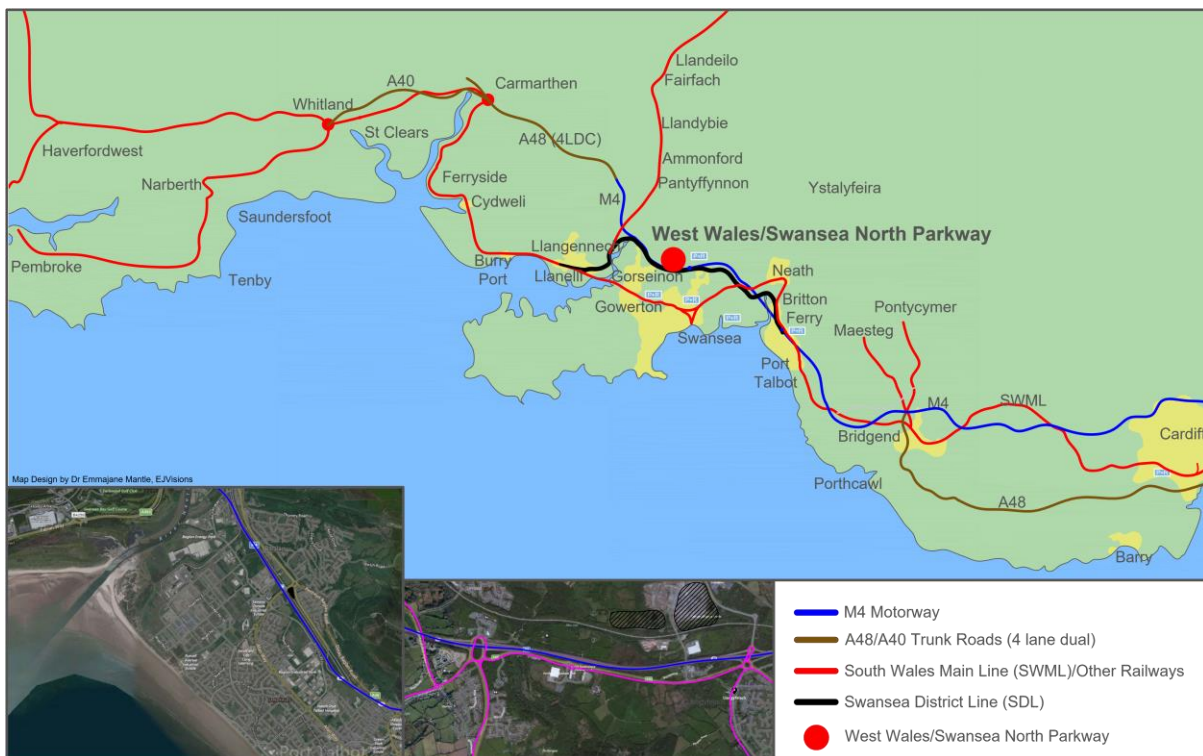 Llandeilo
Fairfach
A40
Carmarthen
Whitland
Llandybie
St Clears
A48 (4LDC)
Haverfordwest
Ammonford
Narberth
Ferryside
Pantyffynnon
Ystalyfeira
Cydweli
M4
Saundersfoot
West Wales/Swansea North Parkway
Llangennech
Pembroke
Tenby
Burry
Port
Llanelli
Gorseinon
Neath
Gowerton
Britton
Ferry
Pontycymer
Maesteg
Swansea
Port
Talbot
M4
SWML
Bridgend
Cardiff
Porthcawl
A48
Barry
Map Design by Dr Emmajane Mantle, EJVisions
Port Talbot
M4 Motorway
A48/A40 Trunk Roads (4 lane dual)
South Wales Main Line (SWML)/Other Railways
Swansea District Line (SDL)
West Wales/Swansea North Parkway